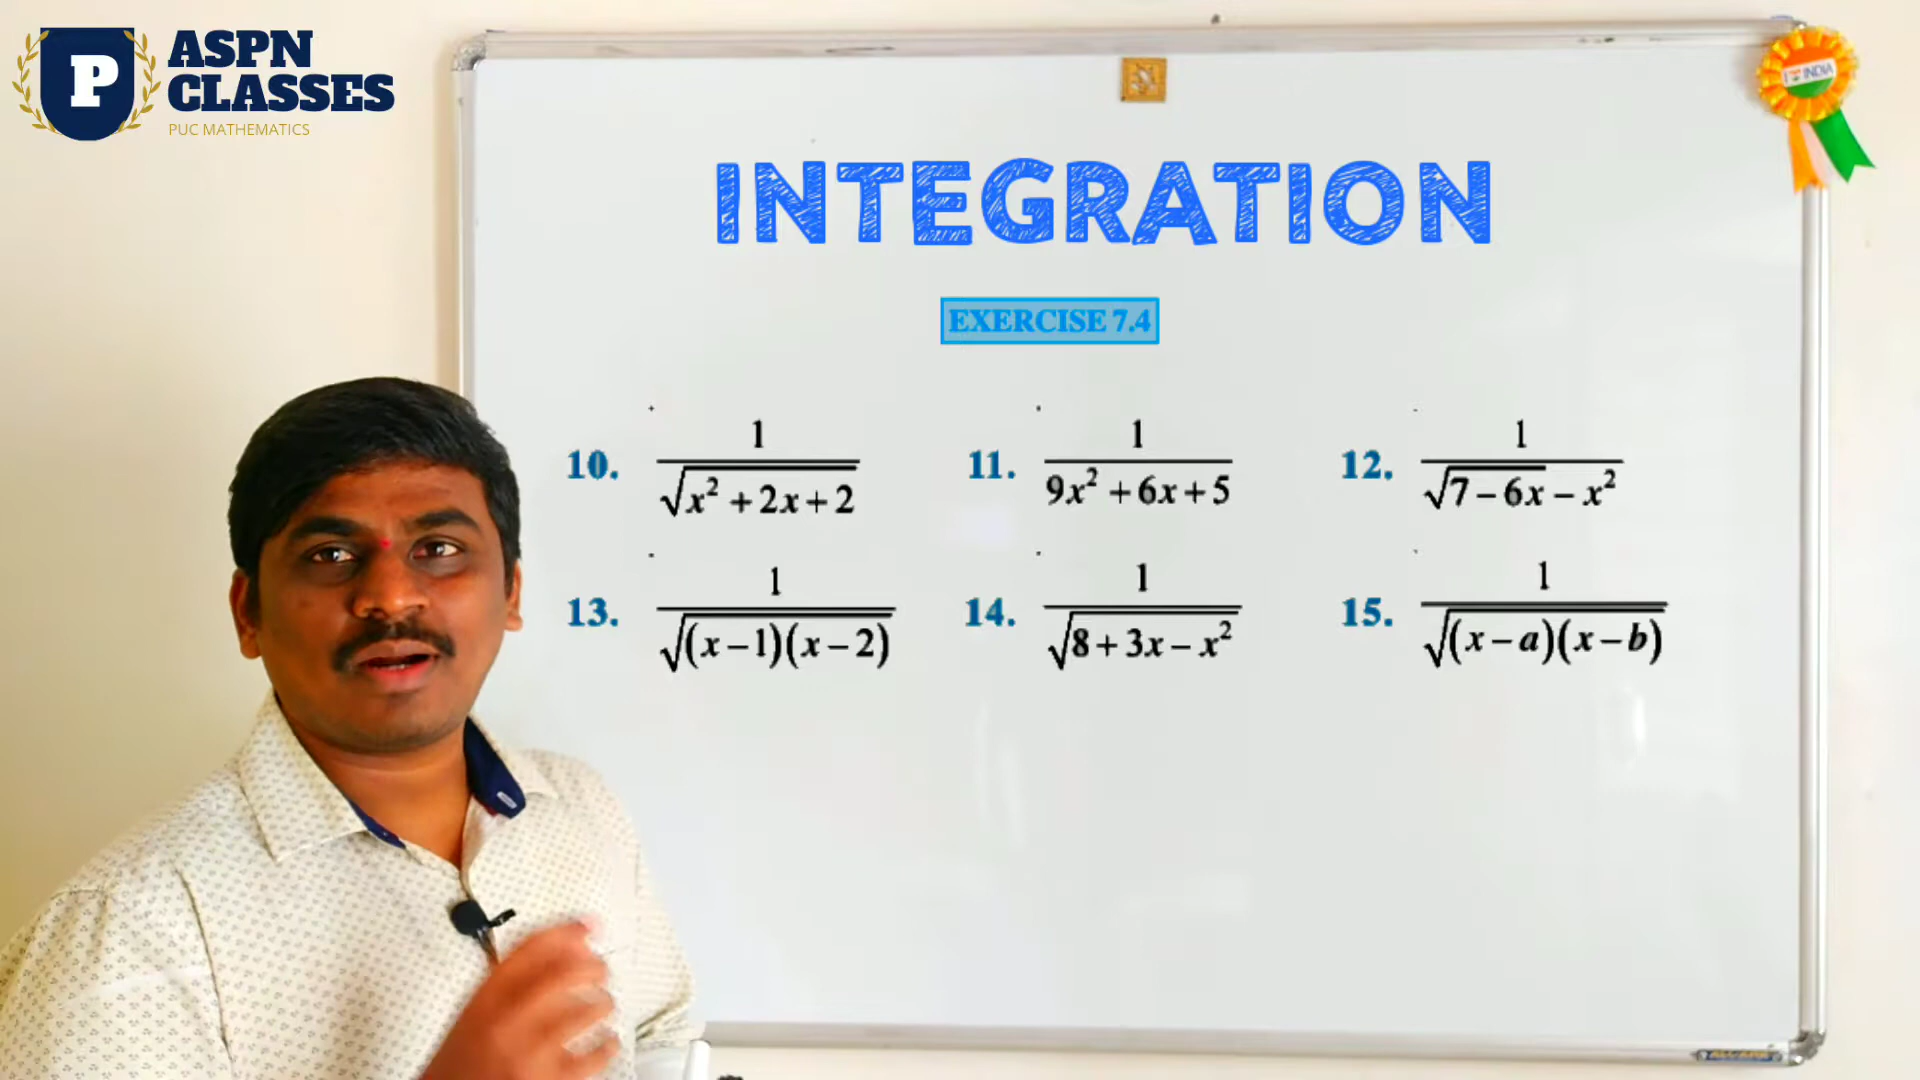 ASPN
CLASSES
P
PUC MATHEMATICS
I ❤ INDIA
INTEGRATION
EXERCISE 7.4
10. 1/√(x² + 2x + 2)
11. 1/(9x² + 6x + 5)
12. 1/(√(7 – 6x) – x²)
13. 1/√((x – 1)(x – 2))
14. 1/√(8 + 3x – x²)
15. 1/√((x – a)(x – b))